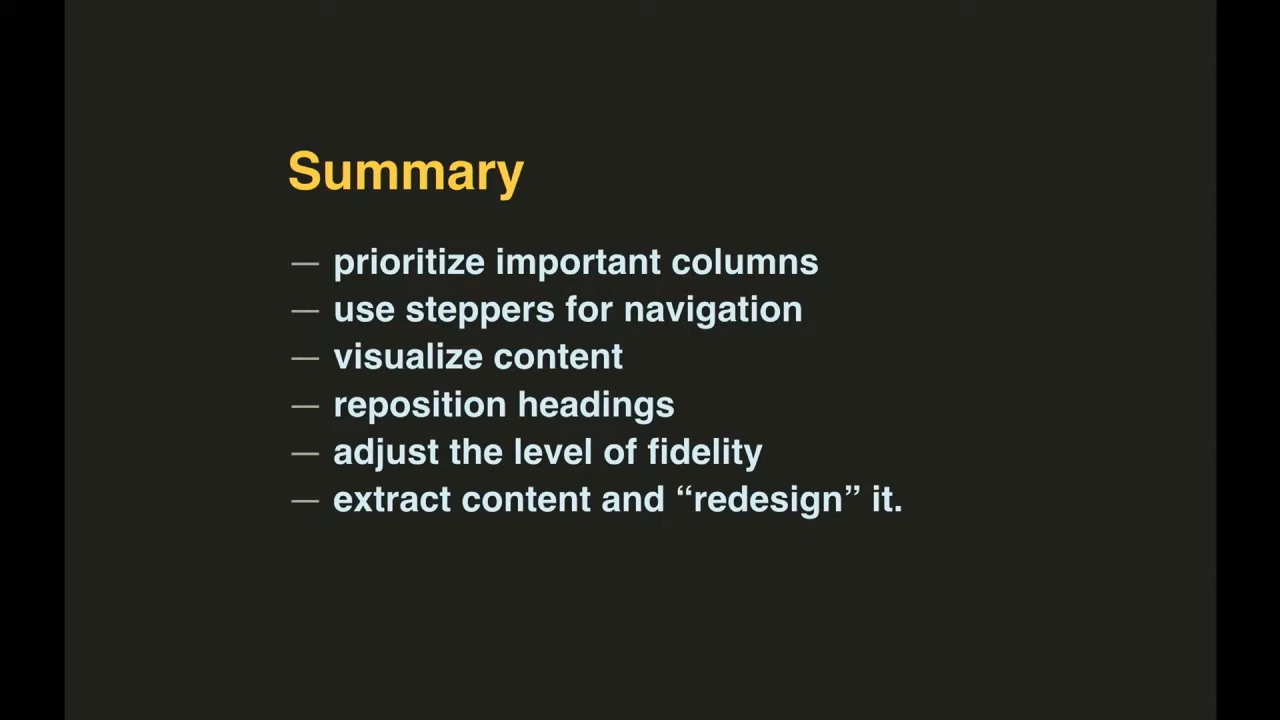 Summary
— prioritize important columns
— use steppers for navigation
— visualize content
— reposition headings
— adjust the level of fidelity
— extract content and “redesign” it.